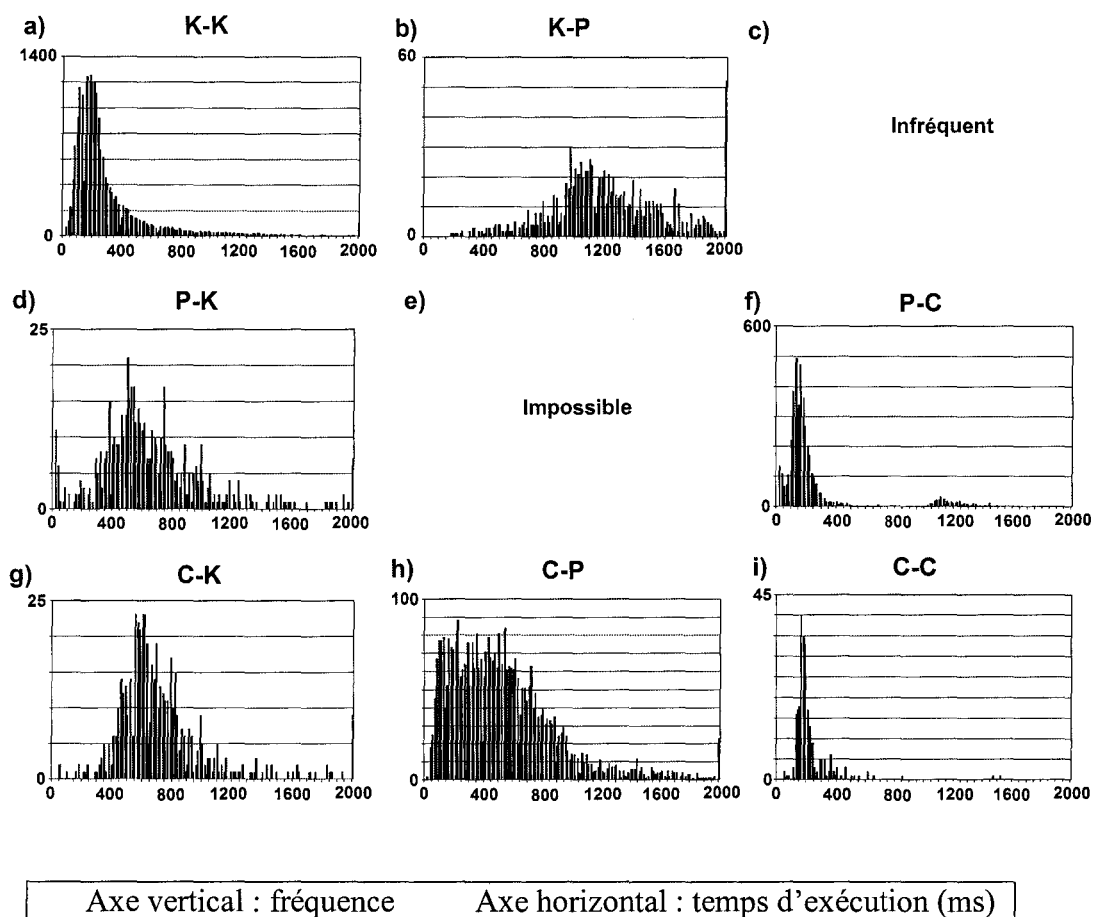 a) K-K
1400
0
0 400 800 1200 1600 2000
b) K-P
60
0
0 400 800 1200 1600 2000
c)
Infréquent
d) P-K
25
0
0 400 800 1200 1600 2000
e)
Impossible
f) P-C
600
0
0 400 800 1200 1600 2000
g) C-K
25
0
0 400 800 1200 1600 2000
h) C-P
100
0
0 400 800 1200 1600 2000
i) C-C
45
0
0 400 800 1200 1600 2000
Axe vertical : fréquence Axe horizontal : temps d'exécution (ms)